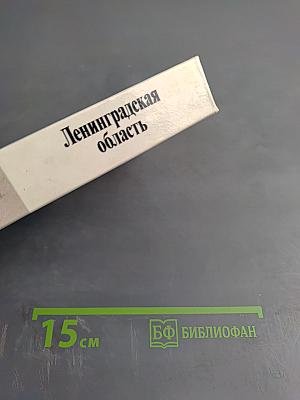 Ленинградская
область
15 см
БФ БИБЛИОФАН